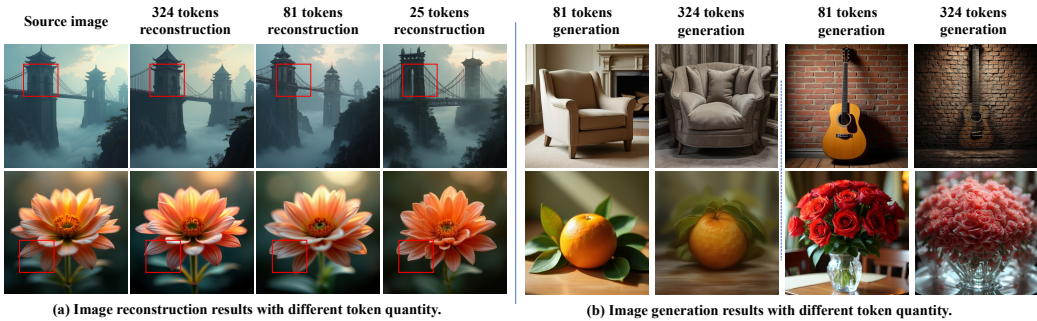 Source image
324 tokens
reconstruction
81 tokens
reconstruction
25 tokens
reconstruction
81 tokens
generation
324 tokens
generation
81 tokens
generation
324 tokens
generation
(a) Image reconstruction results with different token quantity.
(b) Image generation results with different token quantity.